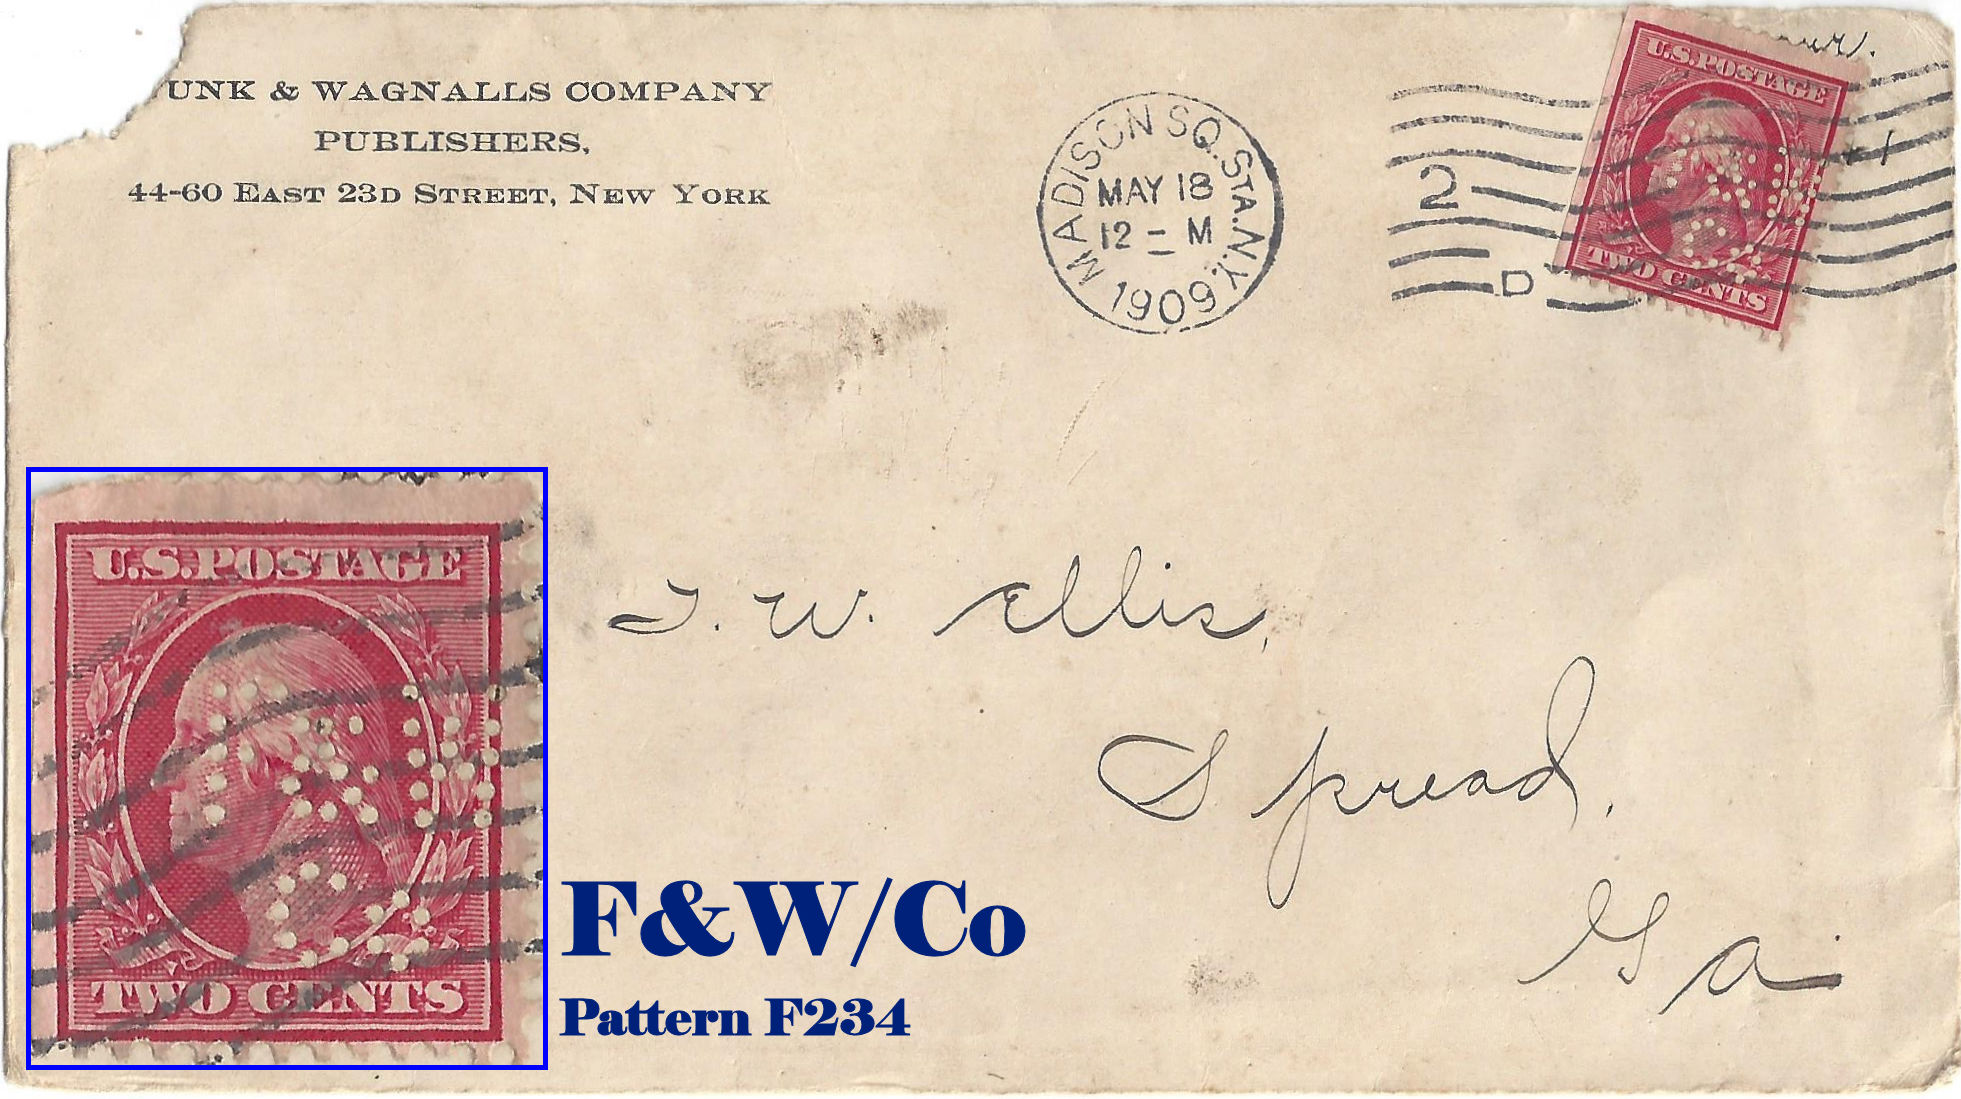 UNK & WAGNALLS COMPANY
PUBLISHERS,
44-60 EAST 23D STREET, NEW YORK
MADISON SQ. STA. N.Y.
MAY 18
12 - M
1909
2
D
U.S. POSTAGE
TWO CENTS
T. W. Ellis,
Spread,
Ga.
U.S. POSTAGE
F&W
Co
TWO CENTS
F&W/Co
Pattern F234